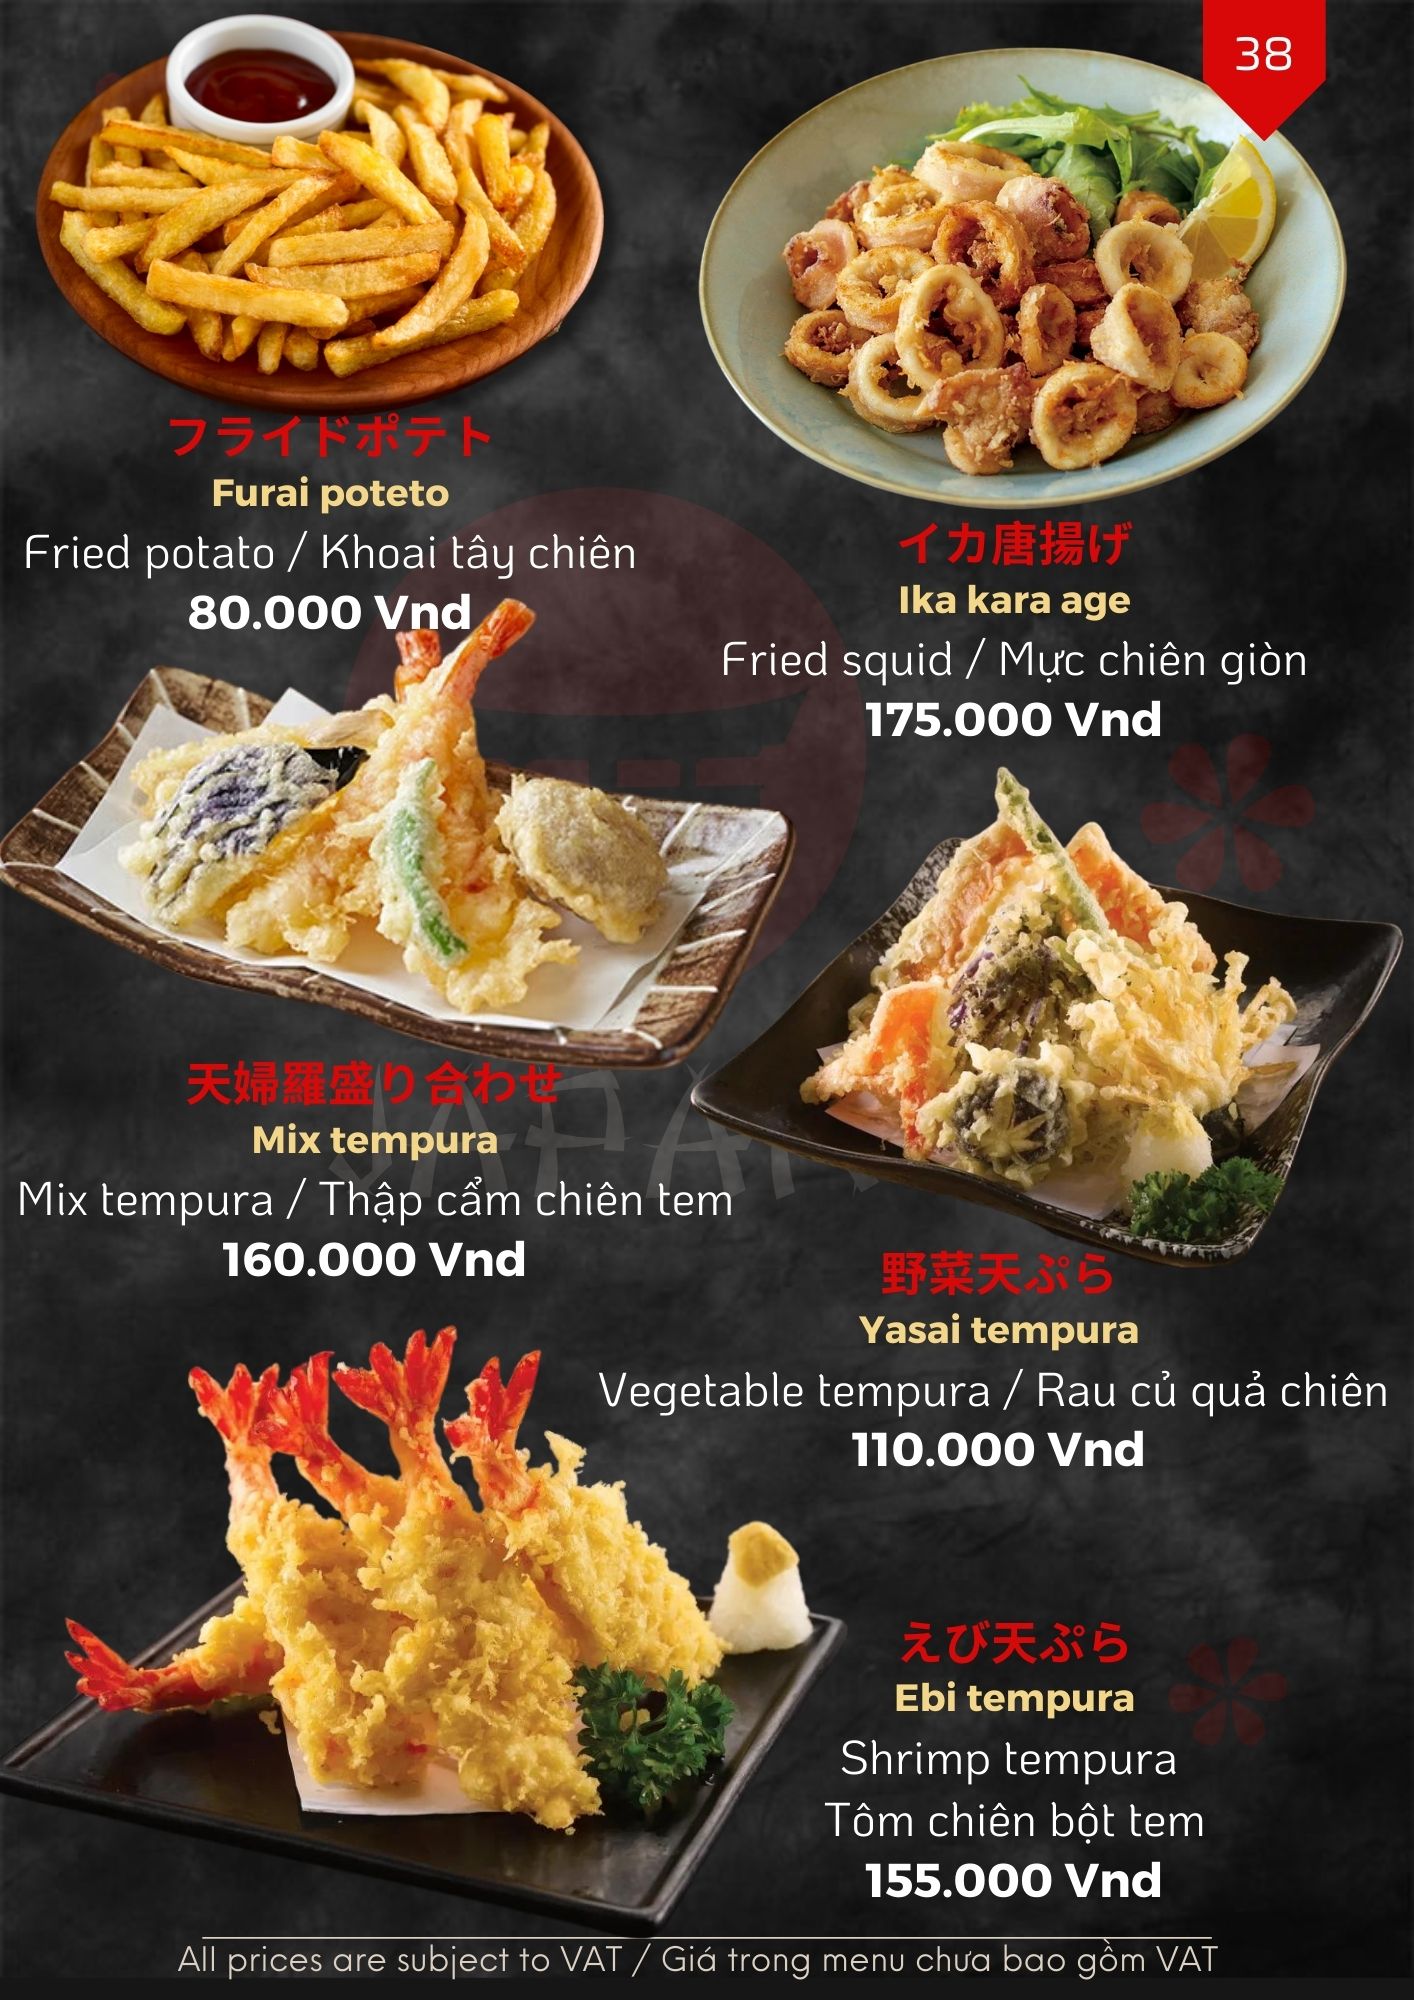 38
フライドポテト
Furai poteto
Fried potato / Khoai tây chiên
80.000 Vnd
イカ唐揚げ
Ika kara age
Fried squid / Mực chiên giòn
175.000 Vnd
天婦羅盛り合わせ
Mix tempura
Mix tempura / Thập cẩm chiên tem
160.000 Vnd
野菜天ぷら
Yasai tempura
Vegetable tempura / Rau củ quả chiên
110.000 Vnd
えび天ぷら
Ebi tempura
Shrimp tempura
Tôm chiên bột tem
155.000 Vnd
All prices are subject to VAT / Giá trong menu chưa bao gồm VAT